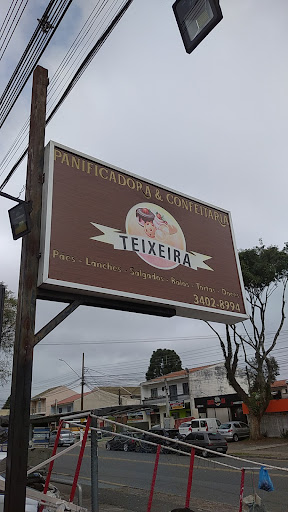 PANIFICADORA & CONFEITARIA
TEIXEIRA
Pães - Lanches - Salgados - Bolos - Tortas - Doces
3402-8994